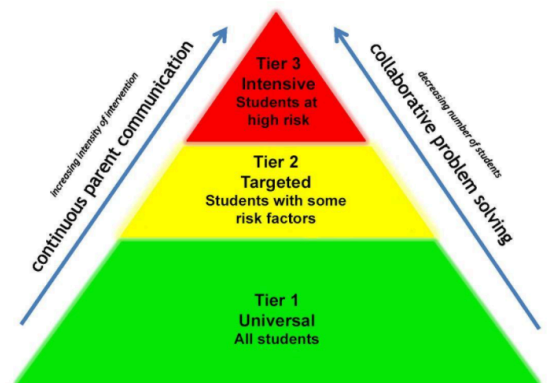 Tier 3
Intensive
Students at
high risk
Tier 2
Targeted
Students with some
risk factors
Tier 1
Universal
All students
increasing intensity of intervention
continuous parent communication
decreasing number of students
collaborative problem solving